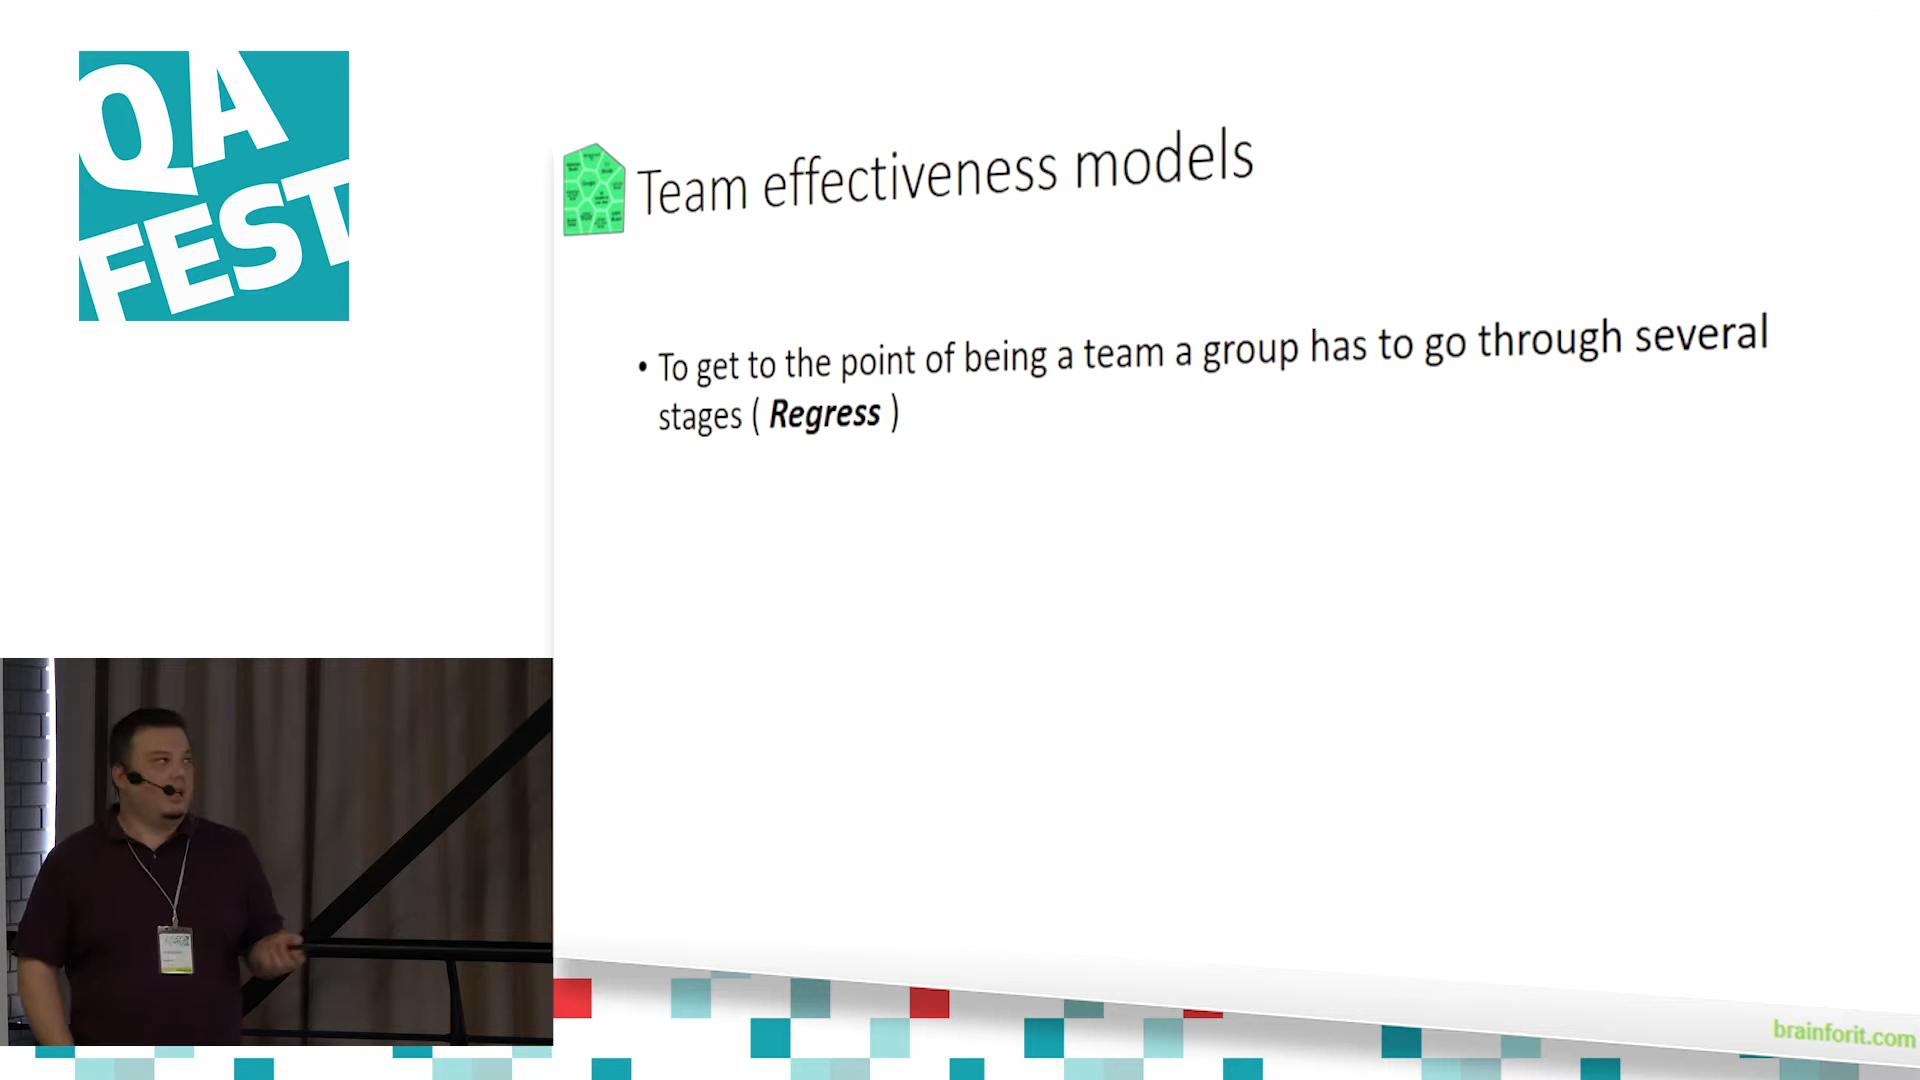 QA
FEST
Team effectiveness models
• To get to the point of being a team a group has to go through several
stages ( Regress )
brainforit.com